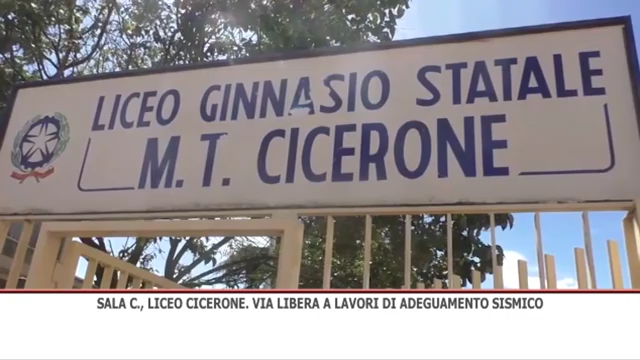 LICEO GINNASIO STATALE
M. T. CICERONE
SALA C., LICEO CICERONE. VIA LIBERA A LAVORI DI ADEGUAMENTO SISMICO